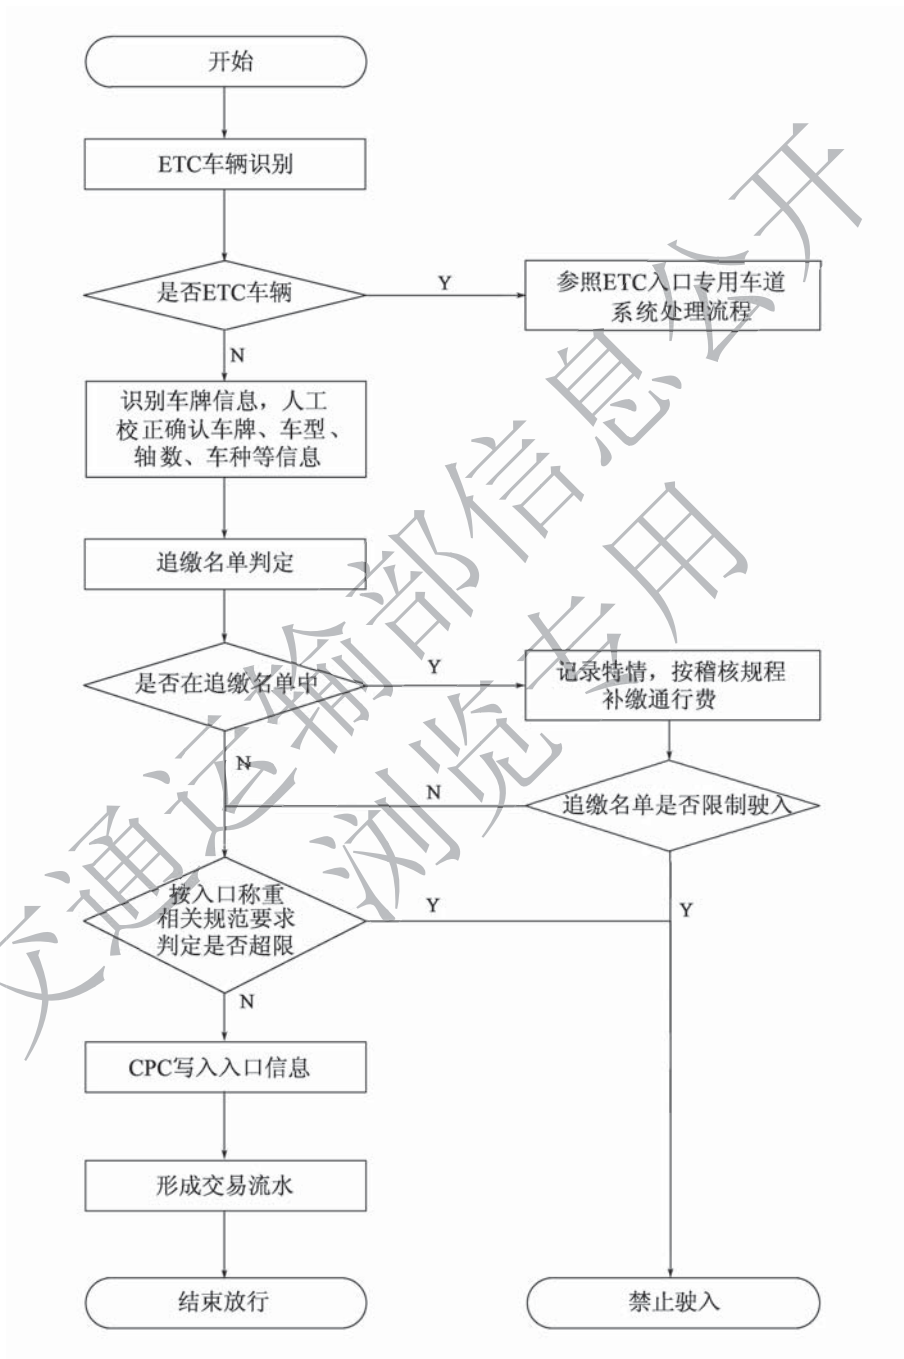 开始
ETC车辆识别
是否ETC车辆
Y
参照ETC入口专用车道
系统处理流程
N
识别车牌信息，人工
校正确认车牌、车型、
轴数、车种等信息
追缴名单判定
是否在追缴名单中
Y
记录特情，按稽核规程
补缴通行费
N
N
追缴名单是否限制驶入
按入口称重
相关规范要求
判定是否超限
Y
Y
N
CPC写入入口信息
形成交易流水
结束放行
禁止驶入
交通运输部信息公开
浏览专用